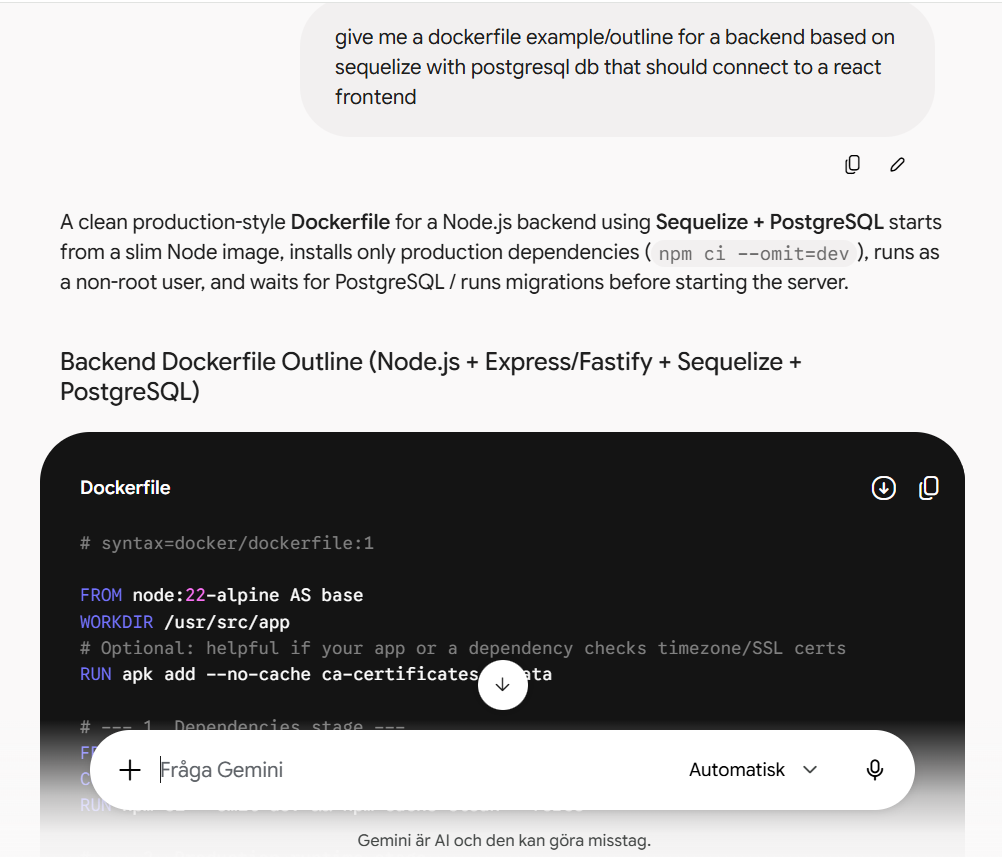 give me a dockerfile example/outline for a backend based on
sequelize with postgresql db that should connect to a react
frontend
A clean production-style Dockerfile for a Node.js backend using Sequelize + PostgreSQL starts
from a slim Node image, installs only production dependencies ( npm ci --omit=dev ), runs as
a non-root user, and waits for PostgreSQL / runs migrations before starting the server.
Backend Dockerfile Outline (Node.js + Express/Fastify + Sequelize +
PostgreSQL)
Dockerfile
# syntax=docker/dockerfile:1
FROM node:22-alpine AS base
WORKDIR /usr/src/app
# Optional: helpful if your app or a dependency checks timezone/SSL certs
RUN apk add --no-cache ca-certificates
# --- 1. Dependencies stage ---
Fråga Gemini
Automatisk
RUN
Gemini är AI och den kan göra misstag.